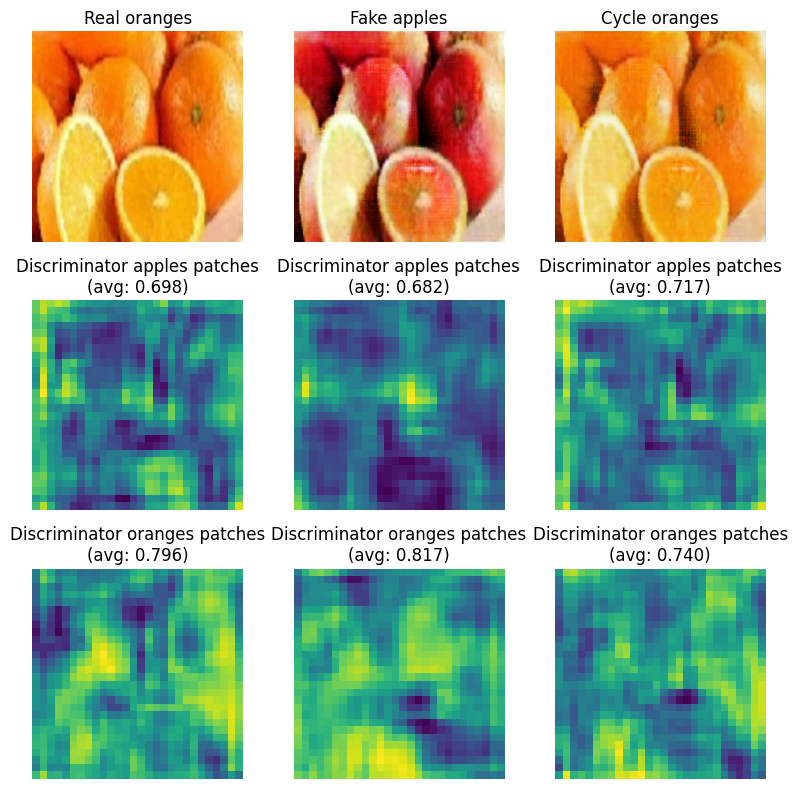 Real oranges
Fake apples
Cycle oranges
Discriminator apples patches
(avg: 0.698)
Discriminator apples patches
(avg: 0.682)
Discriminator apples patches
(avg: 0.717)
Discriminator oranges patches
(avg: 0.796)
Discriminator oranges patches
(avg: 0.817)
Discriminator oranges patches
(avg: 0.740)